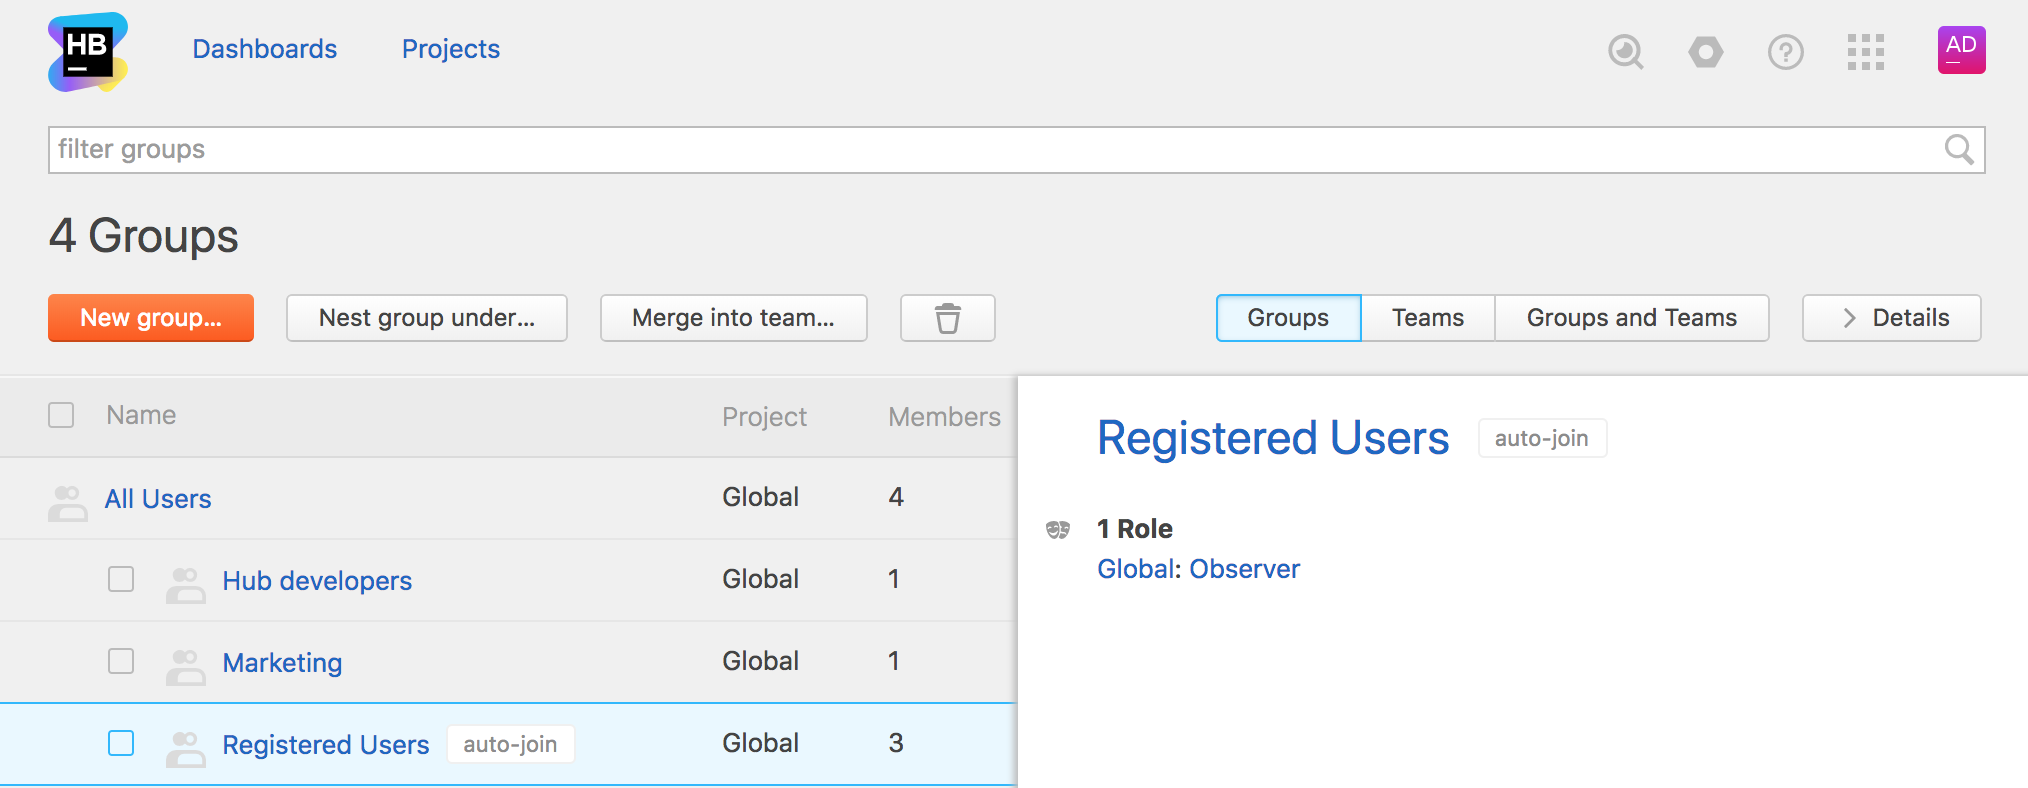 HB
Dashboards Projects
AD
filter groups
4 Groups
New group... Nest group under... Merge into team... Groups Teams Groups and Teams Details
Name Project Members
All Users Global 4
Hub developers Global 1
Marketing Global 1
Registered Users auto-join Global 3
Registered Users auto-join
1 Role
Global: Observer